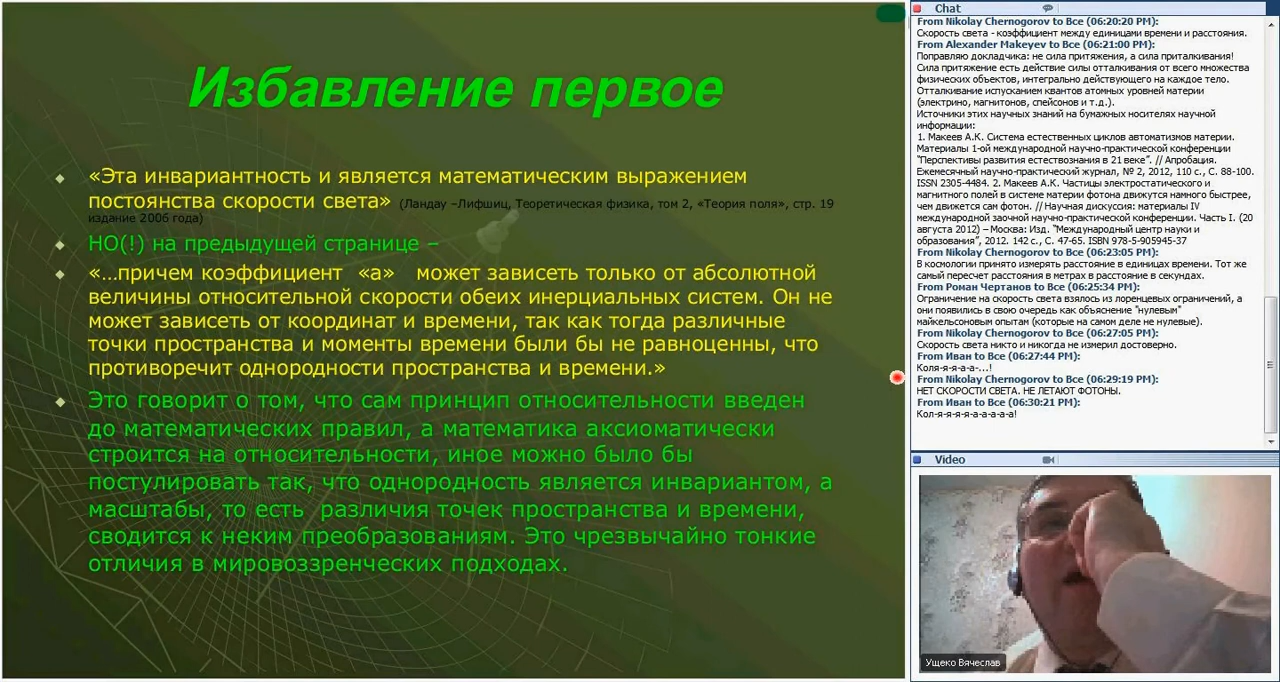 Избавление первое
«Эта инвариантность и является математическим выражением
постоянства скорости света» (Ландау –Лифшиц, Теоретическая физика, том 2, «Теория поля», стр. 19
издание 2006 года)
НО(!) на предыдущей странице –
«…причем коэффициент «а» может зависеть только от абсолютной
величины относительной скорости обеих инерциальных систем. Он не
может зависеть от координат и времени, так как тогда различные
точки пространства и моменты времени были бы не равноценны, что
противоречит однородности пространства и времени.»
Это говорит о том, что сам принцип относительности введен
до математических правил, а математика аксиоматически
строится на относительности, иное можно было бы
постулировать так, что однородность является инвариантом, а
масштабы, то есть различия точек пространства и времени,
сводится к неким преобразованиям. Это чрезвычайно тонкие
отличия в мировоззренческих подходах.
Chat
From Nikolay Chernogorov to Все (06:20:20 PM):
Скорость света - коэффициент между единицами времени и расстояния.
From Alexander Makeyev to Все (06:21:00 PM):
Поправляю докладчика: не сила притяжения, а сила приталкивания!
Сила притяжения есть действие силы отталкивания от всего множества
физических объектов, интегрально действующего на каждое тело.
Отталкивание испусканием квантов атомных уровней материи
(электрино, магнитонов, спейсонов и т.д.).
Источники этих научных знаний на бумажных носителях научной
информации:
1. Макеев А.К. Система естественных циклов автоматизмов материи.
Материалы 1-ой международной научно-практической конференции
"Перспективы развития естествознания в 21 веке". // Апробация.
Ежемесячный научно-практический журнал, № 2, 2012, 110 с., С. 88-100.
ISSN 2305-4484. 2. Макеев А.К. Частицы электростатического и
магнитного полей в системе материи фотона движутся намного быстрее,
чем движется сам фотон. // Научная дискуссия: материалы IV
международной заочной научно-практической конференции. Часть I. (20
августа 2012) – Москва: Изд. "Международный центр науки и
образования", 2012. 142 с., С. 47-65. ISBN 978-5-905945-37
From Nikolay Chernogorov to Все (06:23:05 PM):
В космологии принято измерять расстояние в единицах времени. Тот же
самый пересчет расстояния в метрах в расстояние в секундах.
From Роман Чертанов to Все (06:25:34 PM):
Ограничение на скорость света взялось из лоренцевых ограничений, а
они появились в свою очередь как объяснение "нулевым"
майкельсоновым опытам (которые на самом деле не нулевые).
From Nikolay Chernogorov to Все (06:27:05 PM):
Скорость света никто и никогда не измерил достоверно.
From Иван to Все (06:27:44 PM):
Коля-я-я-а-а-...!
From Nikolay Chernogorov to Все (06:29:19 PM):
НЕТ СКОРОСТИ СВЕТА. НЕ ЛЕТАЮТ ФОТОНЫ.
From Иван to Все (06:30:21 PM):
Кол-я-я-я-я-а-а-а-а-а!
Video
Ущеко Вячеслав